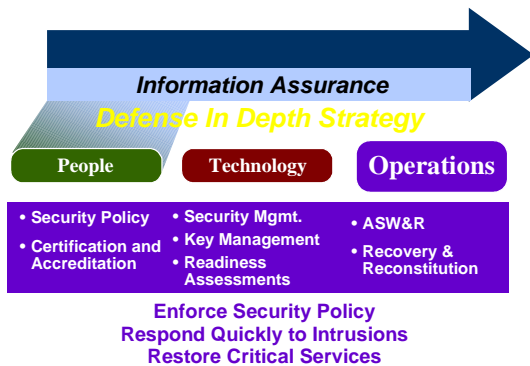 Information Assurance
Defense In Depth Strategy
People
Technology
Operations
• Security Policy
• Certification and
Accreditation
• Security Mgmt.
• Key Management
• Readiness
Assessments
• ASW&R
• Recovery &
Reconstitution
Enforce Security Policy
Respond Quickly to Intrusions
Restore Critical Services